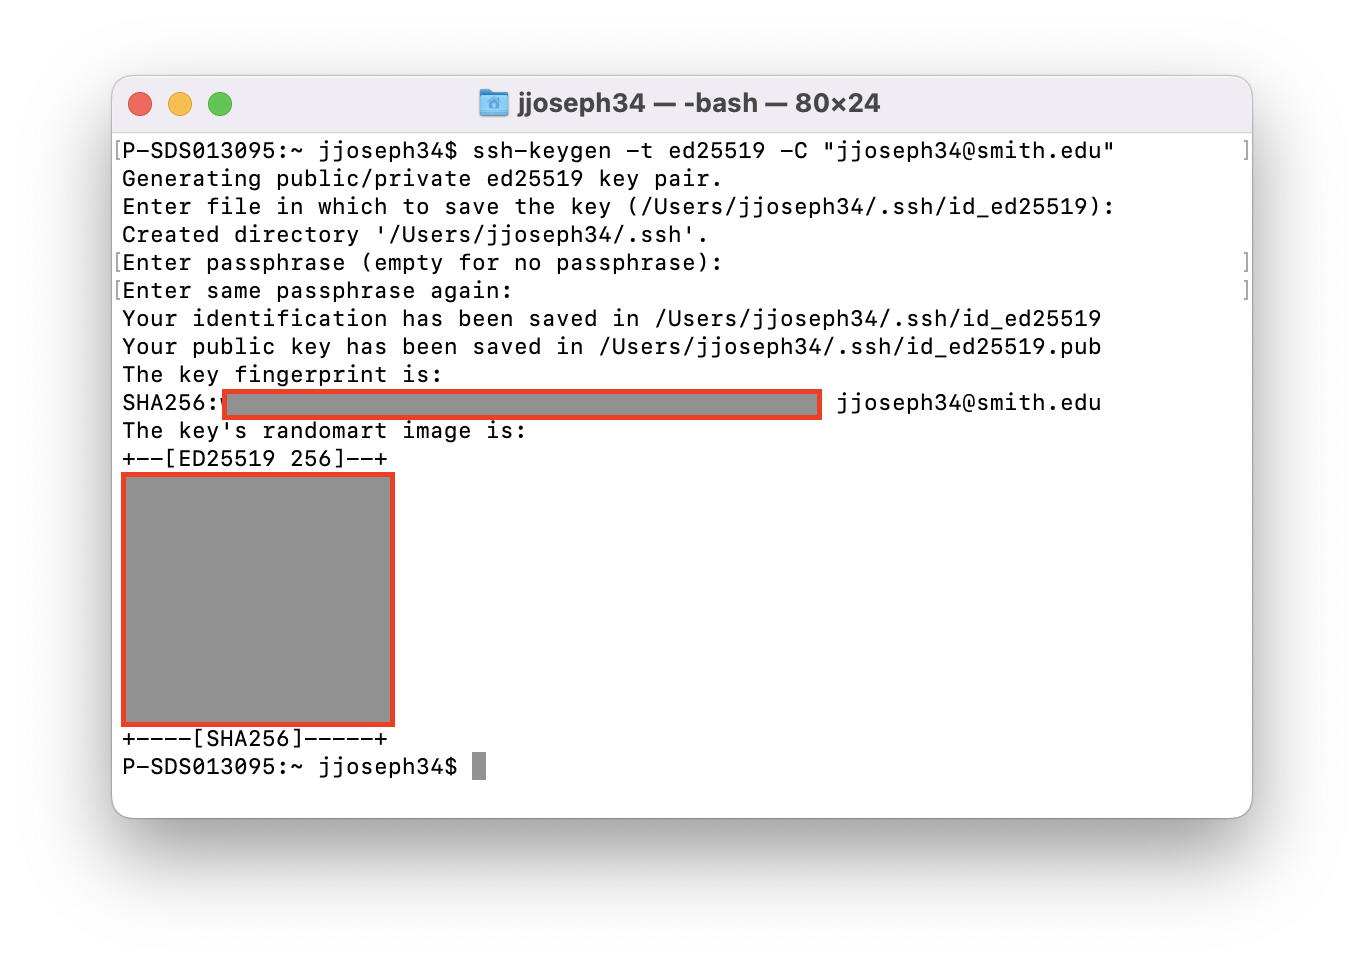 jjoseph34 — -bash — 80×24
[P-SDS013095:~ jjoseph34$ ssh-keygen -t ed25519 -C "jjoseph34@smith.edu" ]
Generating public/private ed25519 key pair.
Enter file in which to save the key (/Users/jjoseph34/.ssh/id_ed25519):
Created directory '/Users/jjoseph34/.ssh'.
[Enter passphrase (empty for no passphrase): ]
[Enter same passphrase again: ]
Your identification has been saved in /Users/jjoseph34/.ssh/id_ed25519
Your public key has been saved in /Users/jjoseph34/.ssh/id_ed25519.pub
The key fingerprint is:
SHA256: jjoseph34@smith.edu
The key's randomart image is:
+--[ED25519 256]--+
+----[SHA256]-----+
P-SDS013095:~ jjoseph34$